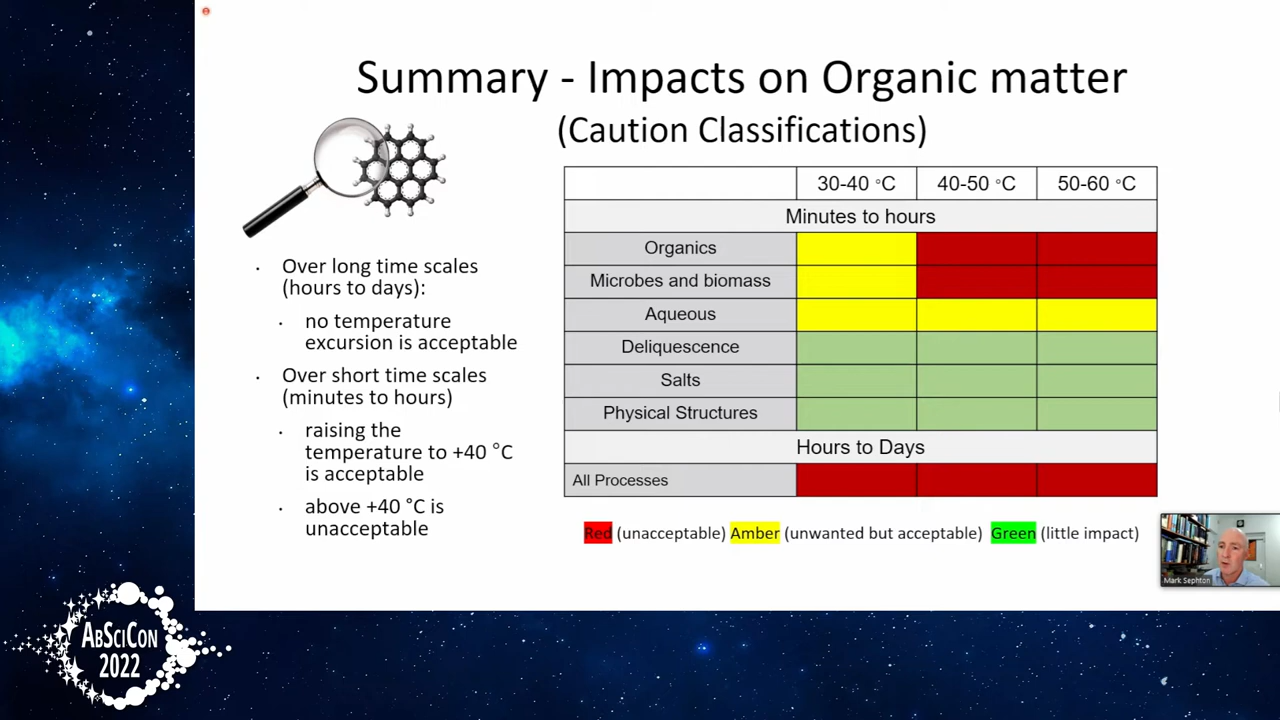 Summary - Impacts on Organic matter
(Caution Classifications)
· Over long time scales
(hours to days):
· no temperature
excursion is acceptable
· Over short time scales
(minutes to hours)
· raising the
temperature to +40 °C
is acceptable
· above +40 °C is
unacceptable
30-40 °C 40-50 °C 50-60 °C
Minutes to hours
Organics
Microbes and biomass
Aqueous
Deliquescence
Salts
Physical Structures
Hours to Days
All Processes
Red (unacceptable) Amber (unwanted but acceptable) Green (little impact)
Mark Sephton
AbSciCon
2022